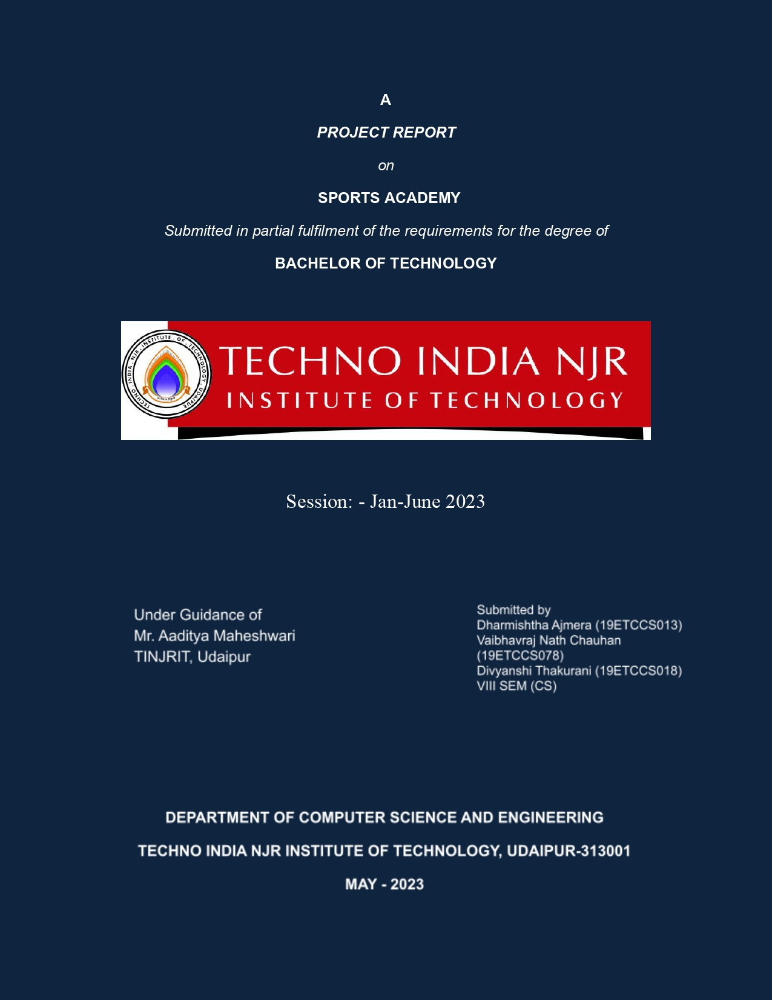 A
PROJECT REPORT
on
SPORTS ACADEMY
Submitted in partial fulfilment of the requirements for the degree of
BACHELOR OF TECHNOLOGY
TECHNO . INDIA . NJR . INSTITUTE . OF . TECHNOLOGY . UDAIPUR
TECHNO INDIA NJR
INSTITUTE OF TECHNOLOGY
Session: - Jan-June 2023
Under Guidance of
Mr. Aaditya Maheshwari
TINJRIT, Udaipur
Submitted by
Dharmishtha Ajmera (19ETCCS013)
Vaibhavraj Nath Chauhan
(19ETCCS078)
Divyanshi Thakurani (19ETCCS018)
VIII SEM (CS)
DEPARTMENT OF COMPUTER SCIENCE AND ENGINEERING
TECHNO INDIA NJR INSTITUTE OF TECHNOLOGY, UDAIPUR-313001
MAY - 2023